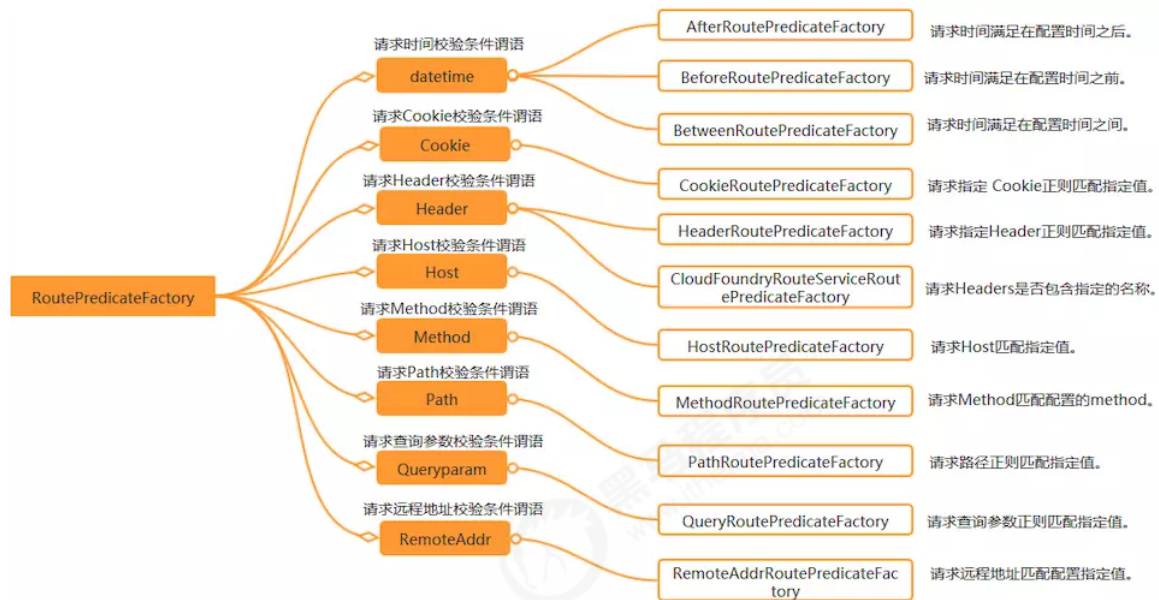 RoutePredicateFactory
请求时间校验条件谓语
datetime
AfterRoutePredicateFactory
请求时间满足在配置时间之后。
BeforeRoutePredicateFactory
请求时间满足在配置时间之前。
BetweenRoutePredicateFactory
请求时间满足在配置时间之间。
请求Cookie校验条件谓语
Cookie
CookieRoutePredicateFactory
请求指定 Cookie正则匹配指定值。
请求Header校验条件谓语
Header
HeaderRoutePredicateFactory
请求指定Header正则匹配指定值。
CloudFoundryRouteServiceRout
ePredicateFactory
请求Headers是否包含指定的名称。
请求Host校验条件谓语
Host
HostRoutePredicateFactory
请求Host匹配指定值。
请求Method校验条件谓语
Method
MethodRoutePredicateFactory
请求Method匹配配置的method。
请求Path校验条件谓语
Path
PathRoutePredicateFactory
请求路径正则匹配指定值。
请求查询参数校验条件谓语
Queryparam
QueryRoutePredicateFactory
请求查询参数正则匹配指定值。
请求远程地址校验条件谓语
RemoteAddr
RemoteAddrRoutePredicateFac
tory
请求远程地址匹配配置指定值。
黑马程序员